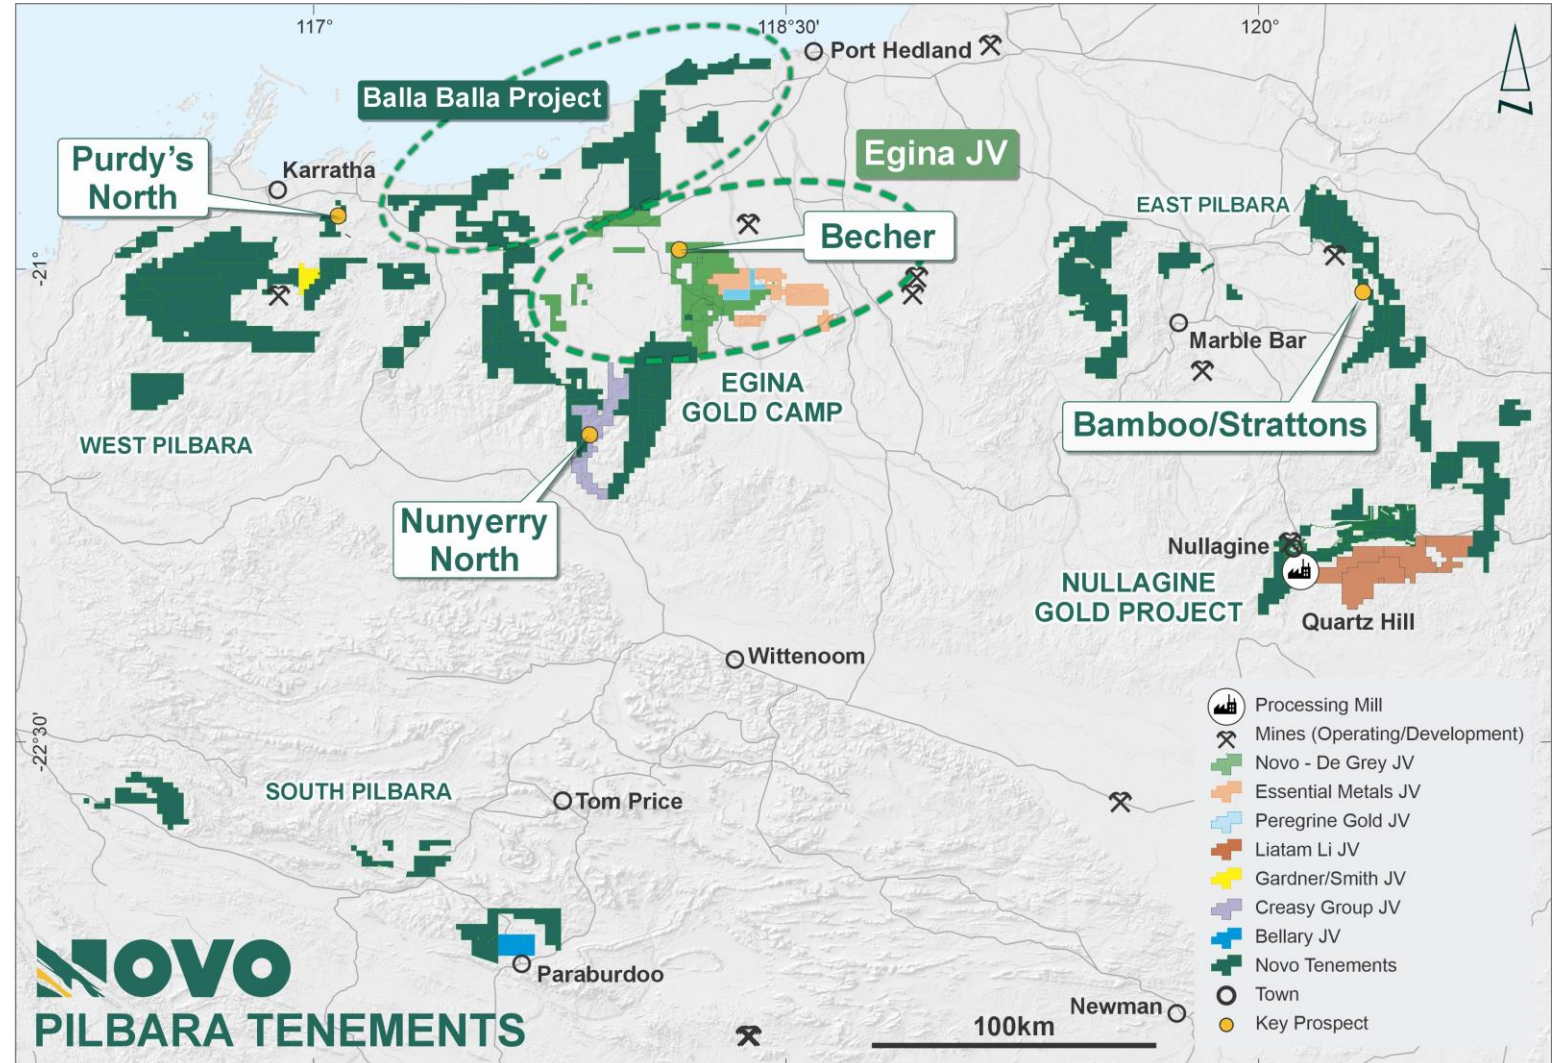 117°
118°30'
120°
Port Hedland
Balla Balla Project
N
Purdy's
North
Karratha
Egina JV
EAST PILBARA
Becher
-21°
Marble Bar
EGINA
GOLD CAMP
Bamboo/Strattons
WEST PILBARA
Nunyerry
North
Nullagine
NULLAGINE
GOLD PROJECT
Quartz Hill
Wittenoom
-22°30'
SOUTH PILBARA
Tom Price
Paraburdoo
Newman
100km
Processing Mill
Mines (Operating/Development)
Novo - De Grey JV
Essential Metals JV
Peregrine Gold JV
Liatam Li JV
Gardner/Smith JV
Creasy Group JV
Bellary JV
Novo Tenements
Town
Key Prospect
NOVO
PILBARA TENEMENTS